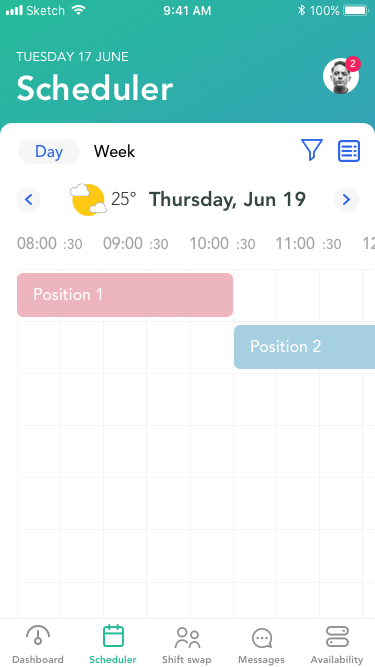 Sketch 9:41 AM 100%
TUESDAY 17 JUNE
Scheduler
2
Day Week
25° Thursday, Jun 19
08:00 :30 09:00 :30 10:00 :30 11:00 :30 12
Position 1
Position 2
Dashboard Scheduler Shift swap Messages Availability